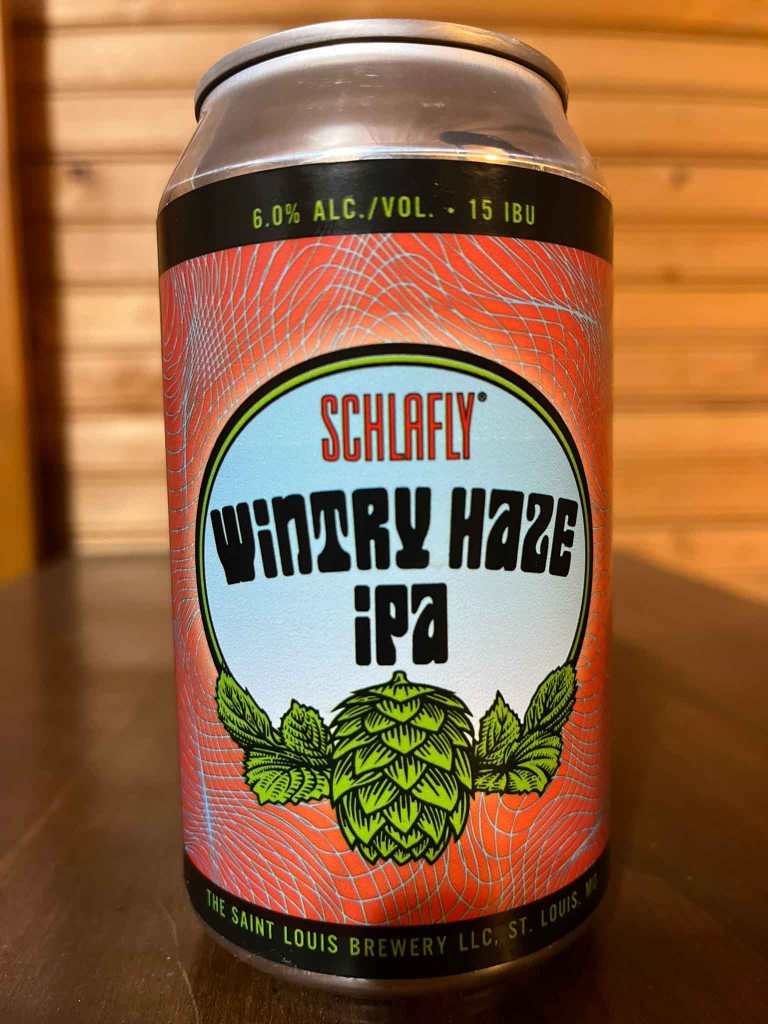 6.0% ALC./VOL. • 15 IBU
SCHLAFLY®
WiNTRY HaZE
iPa
THE SAINT LOUIS BREWERY LLC, ST. LOUIS, MO